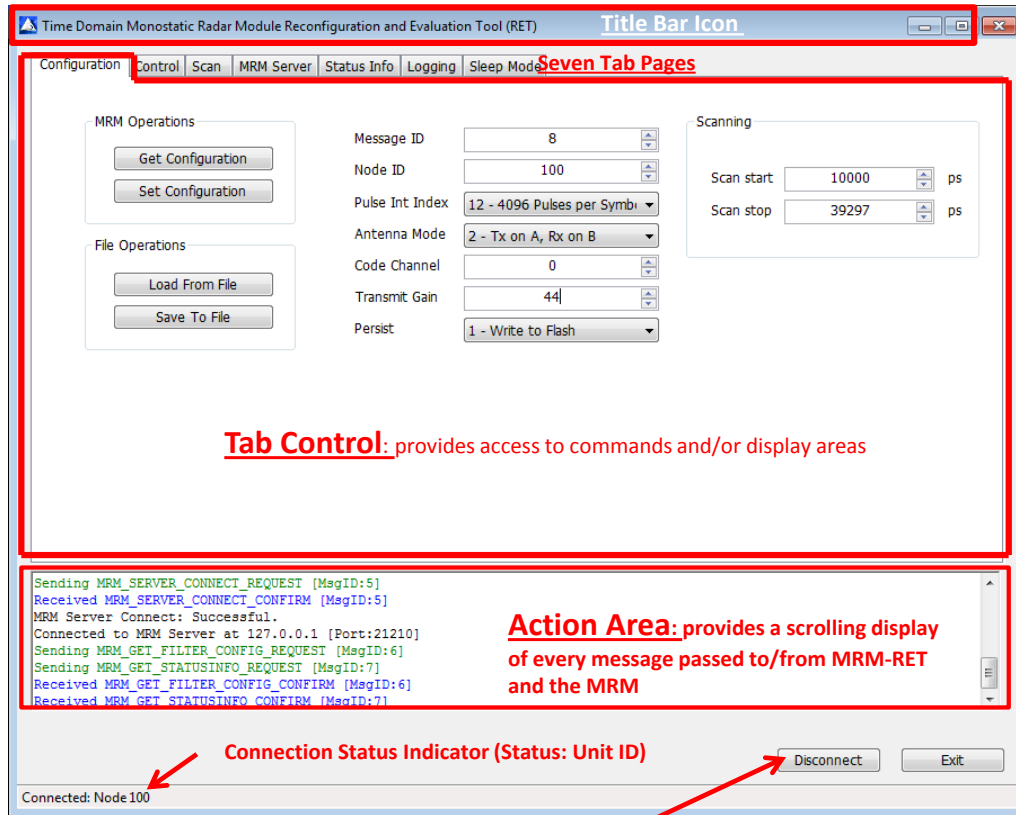 Time Domain Monostatic Radar Module Reconfiguration and Evaluation Tool (RET)
Title Bar Icon
Configuration Control Scan MRM Server Status Info Logging Sleep Mode
Seven Tab Pages
MRM Operations
Get Configuration
Set Configuration
File Operations
Load From File
Save To File
Message ID 8
Node ID 100
Pulse Int Index 12 - 4096 Pulses per Symb
Antenna Mode 2 - Tx on A, Rx on B
Code Channel 0
Transmit Gain 44
Persist 1 - Write to Flash
Scanning
Scan start 10000 ps
Scan stop 39297 ps
Tab Control: provides access to commands and/or display areas
Sending MRM_SERVER_CONNECT_REQUEST [MsgID:5]
Received MRM_SERVER_CONNECT_CONFIRM [MsgID:5]
MRM Server Connect: Successful.
Connected to MRM Server at 127.0.0.1 [Port:21210]
Sending MRM_GET_FILTER_CONFIG_REQUEST [MsgID:6]
Sending MRM_GET_STATUSINFO_REQUEST [MsgID:7]
Received MRM_GET_FILTER_CONFIG_CONFIRM [MsgID:6]
Received MRM_GET_STATUSINFO_CONFIRM [MsgID:7]
Action Area: provides a scrolling display
of every message passed to/from MRM-RET
and the MRM
Connection Status Indicator (Status: Unit ID)
Disconnect
Exit
Connected: Node 100